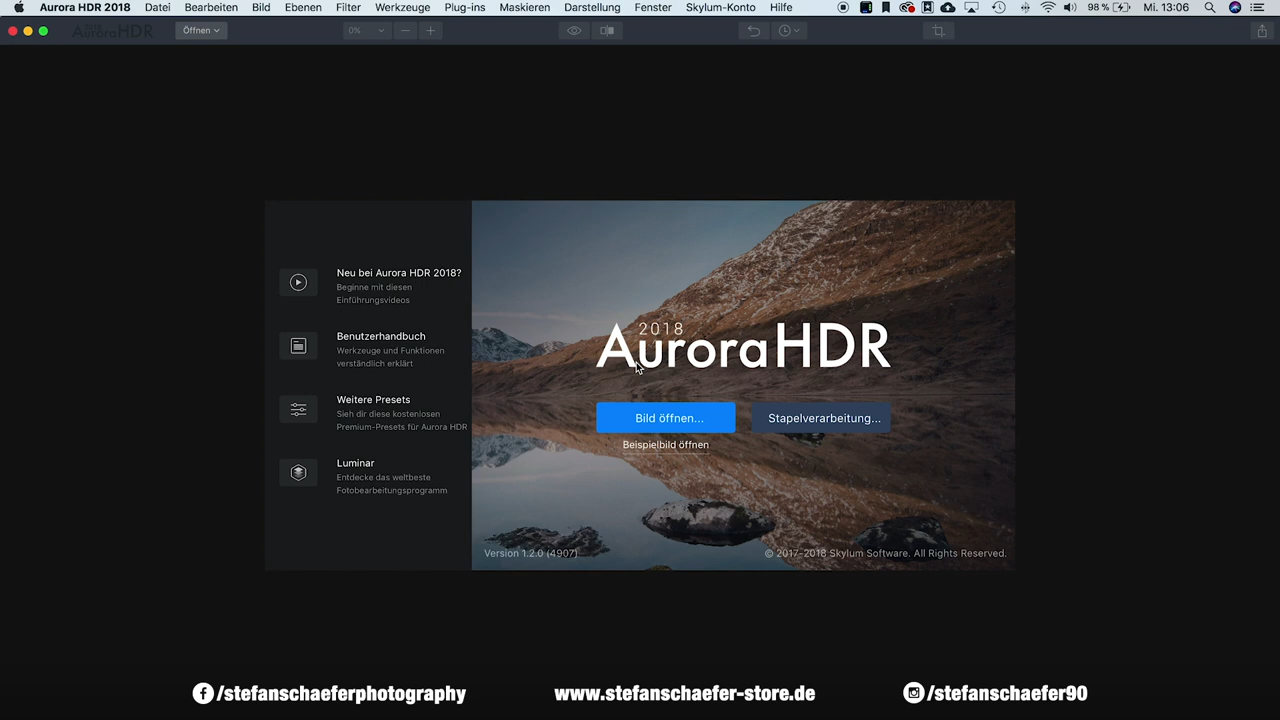 Aurora HDR 2018 Datei Bearbeiten Bild Ebenen Filter Werkzeuge Plug-ins Maskieren Darstellung Fenster Skylum-Konto Hilfe 98 % Mi. 13:06
AuroraHDR Öffnen 0%
Neu bei Aurora HDR 2018?
Beginne mit diesen
Einführungsvideos
Benutzerhandbuch
Werkzeuge und Funktionen
verständlich erklärt
Weitere Presets
Sieh dir diese kostenlosen
Premium-Presets für Aurora HDR
Luminar
Entdecke das weltbeste
Fotobearbeitungsprogramm
2018
AuroraHDR
Bild öffnen... Stapelverarbeitung...
Beispielbild öffnen
Version 1.2.0 (4907) © 2017-2018 Skylum Software. All Rights Reserved.
/stefanschaeferphotography www.stefanschaefer-store.de /stefanschaefer90